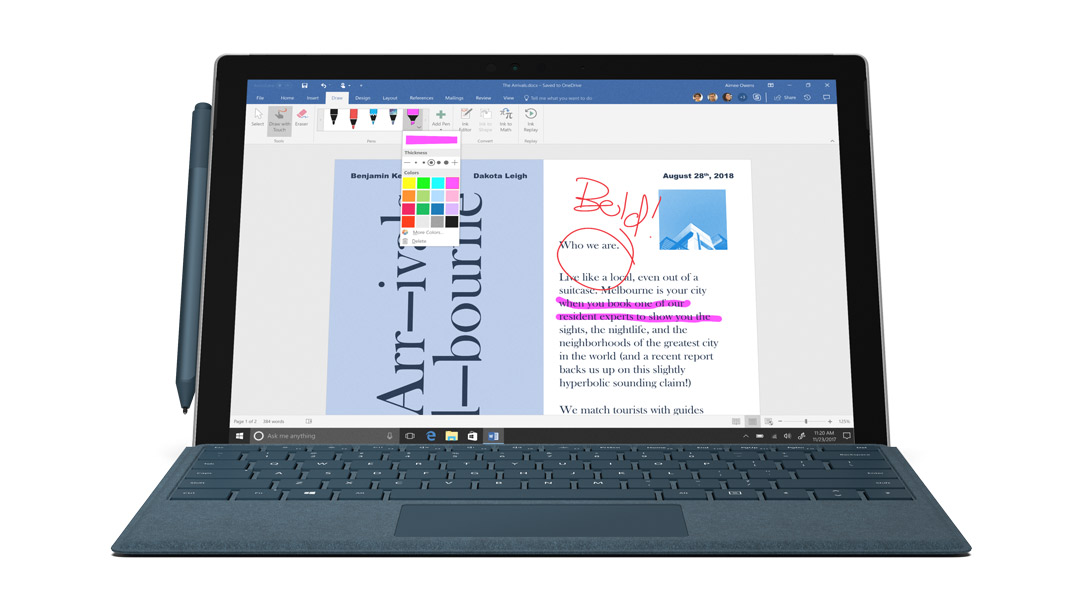 The Arrivals.docx - Saved to OneDrive
Aimee Owens
File Home Insert Draw Design Layout References Mailings Review View Tell me what you want to do
Share
Select
Draw with
Touch
Eraser
Add Pen
Ink
Editor
Ink to
Shape
Ink to
Math
Ink
Replay
Tools
Pens
Convert
Replay
Thickness
Colors
More Colors...
Delete
Dakota Leigh
Arr—iva
l—bourne
August 28th, 2018
Bold!
Who we are.
Live like a local, even out of a
suitcase. Melbourne is your city
when you book one of our
resident experts to show you the
sights, the nightlife, and the
neighborhoods of the greatest city
in the world (and a recent report
backs us up on this slightly
hyperbolic sounding claim!)
We match tourists with guides
Page 1 of 2 384 words
125%
Ask me anything
11:20 AM
11/23/2017